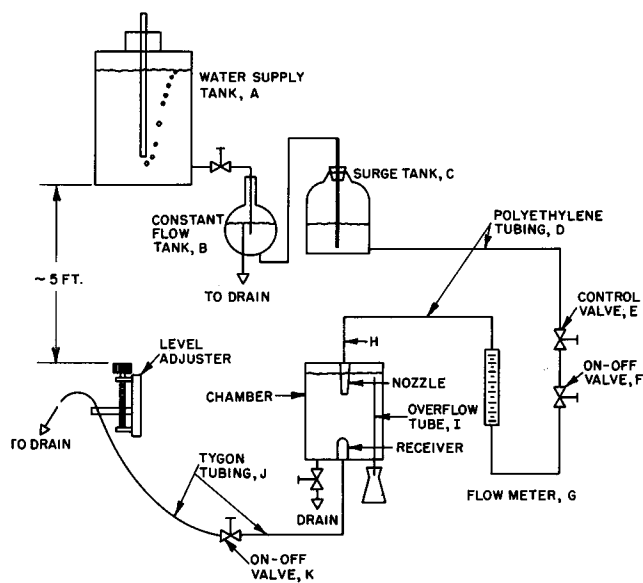 WATER SUPPLY
TANK, A
SURGE TANK, C
CONSTANT
FLOW
TANK, B
POLYETHYLENE
TUBING, D
~5 FT.
TO DRAIN
CONTROL
VALVE, E
LEVEL
ADJUSTER
H
ON-OFF
VALVE, F
CHAMBER
NOZZLE
OVERFLOW
TUBE, I
TO DRAIN
RECEIVER
TYGON
TUBING, J
FLOW METER, G
DRAIN
ON-OFF
VALVE, K